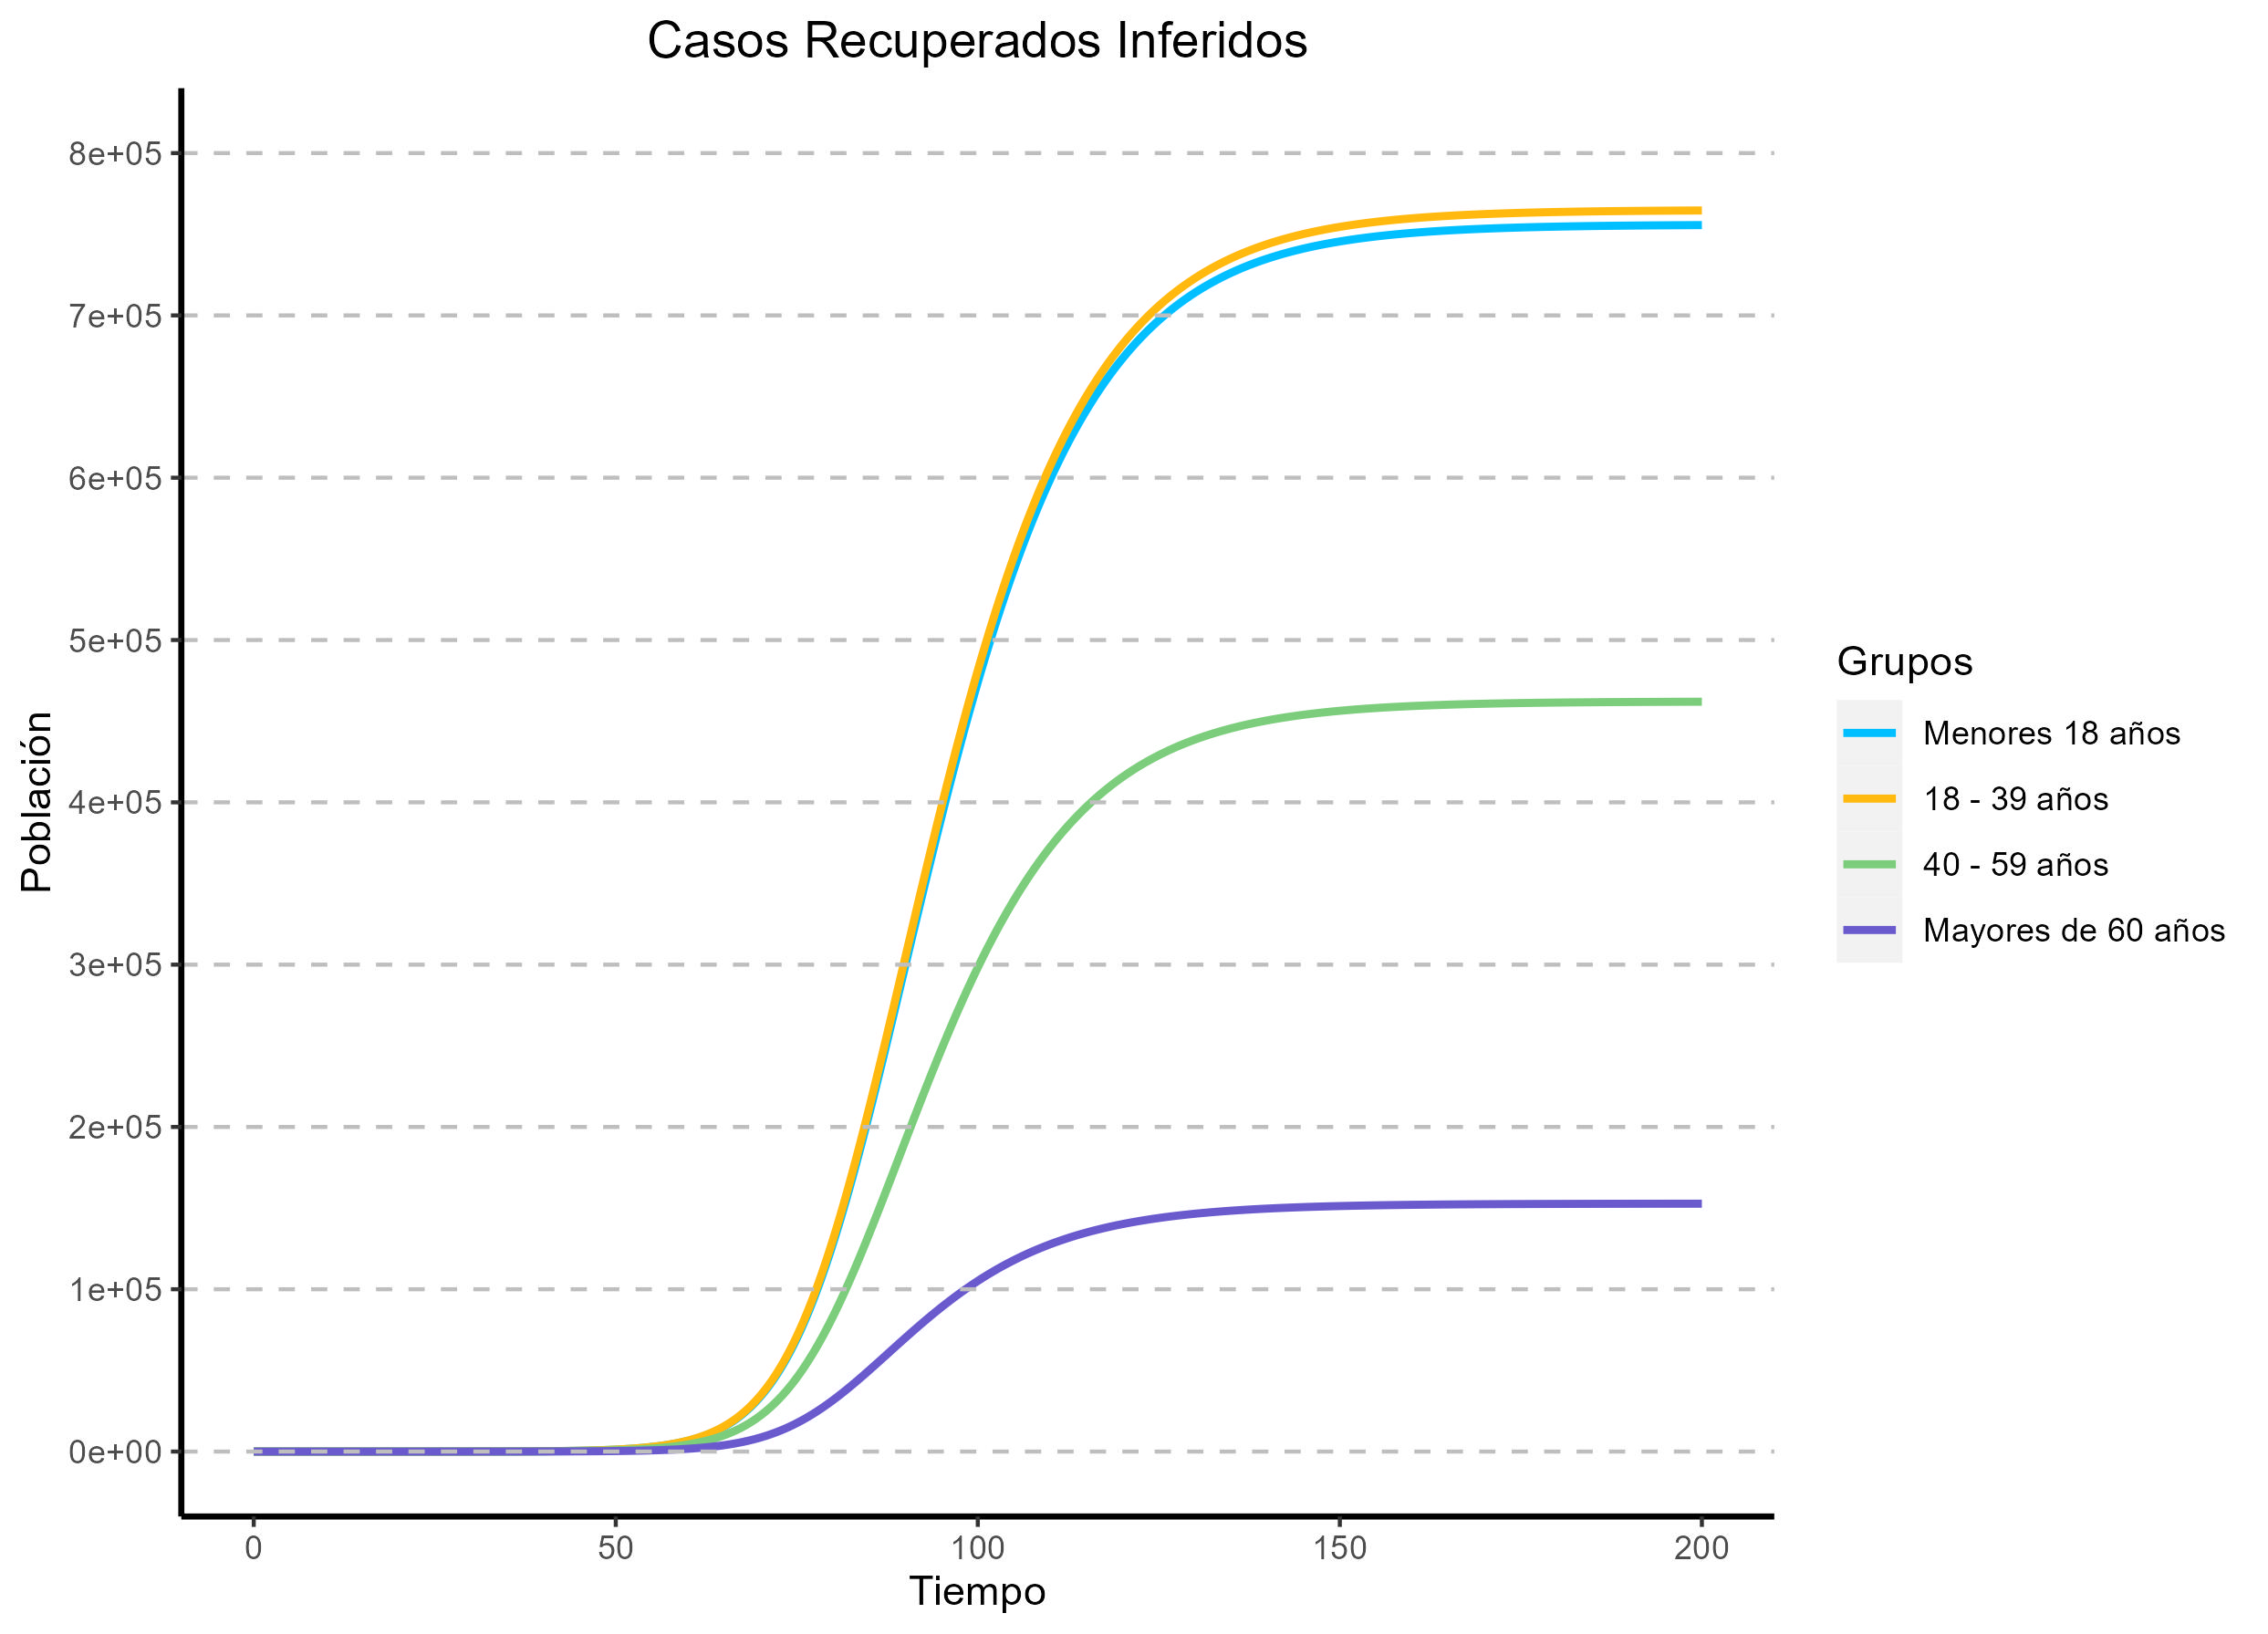 Casos Recuperados Inferidos
Población
8e+05
7e+05
6e+05
5e+05
4e+05
3e+05
2e+05
1e+05
0e+00
0
50
100
150
200
Tiempo
Grupos
Menores 18 años
18 - 39 años
40 - 59 años
Mayores de 60 años